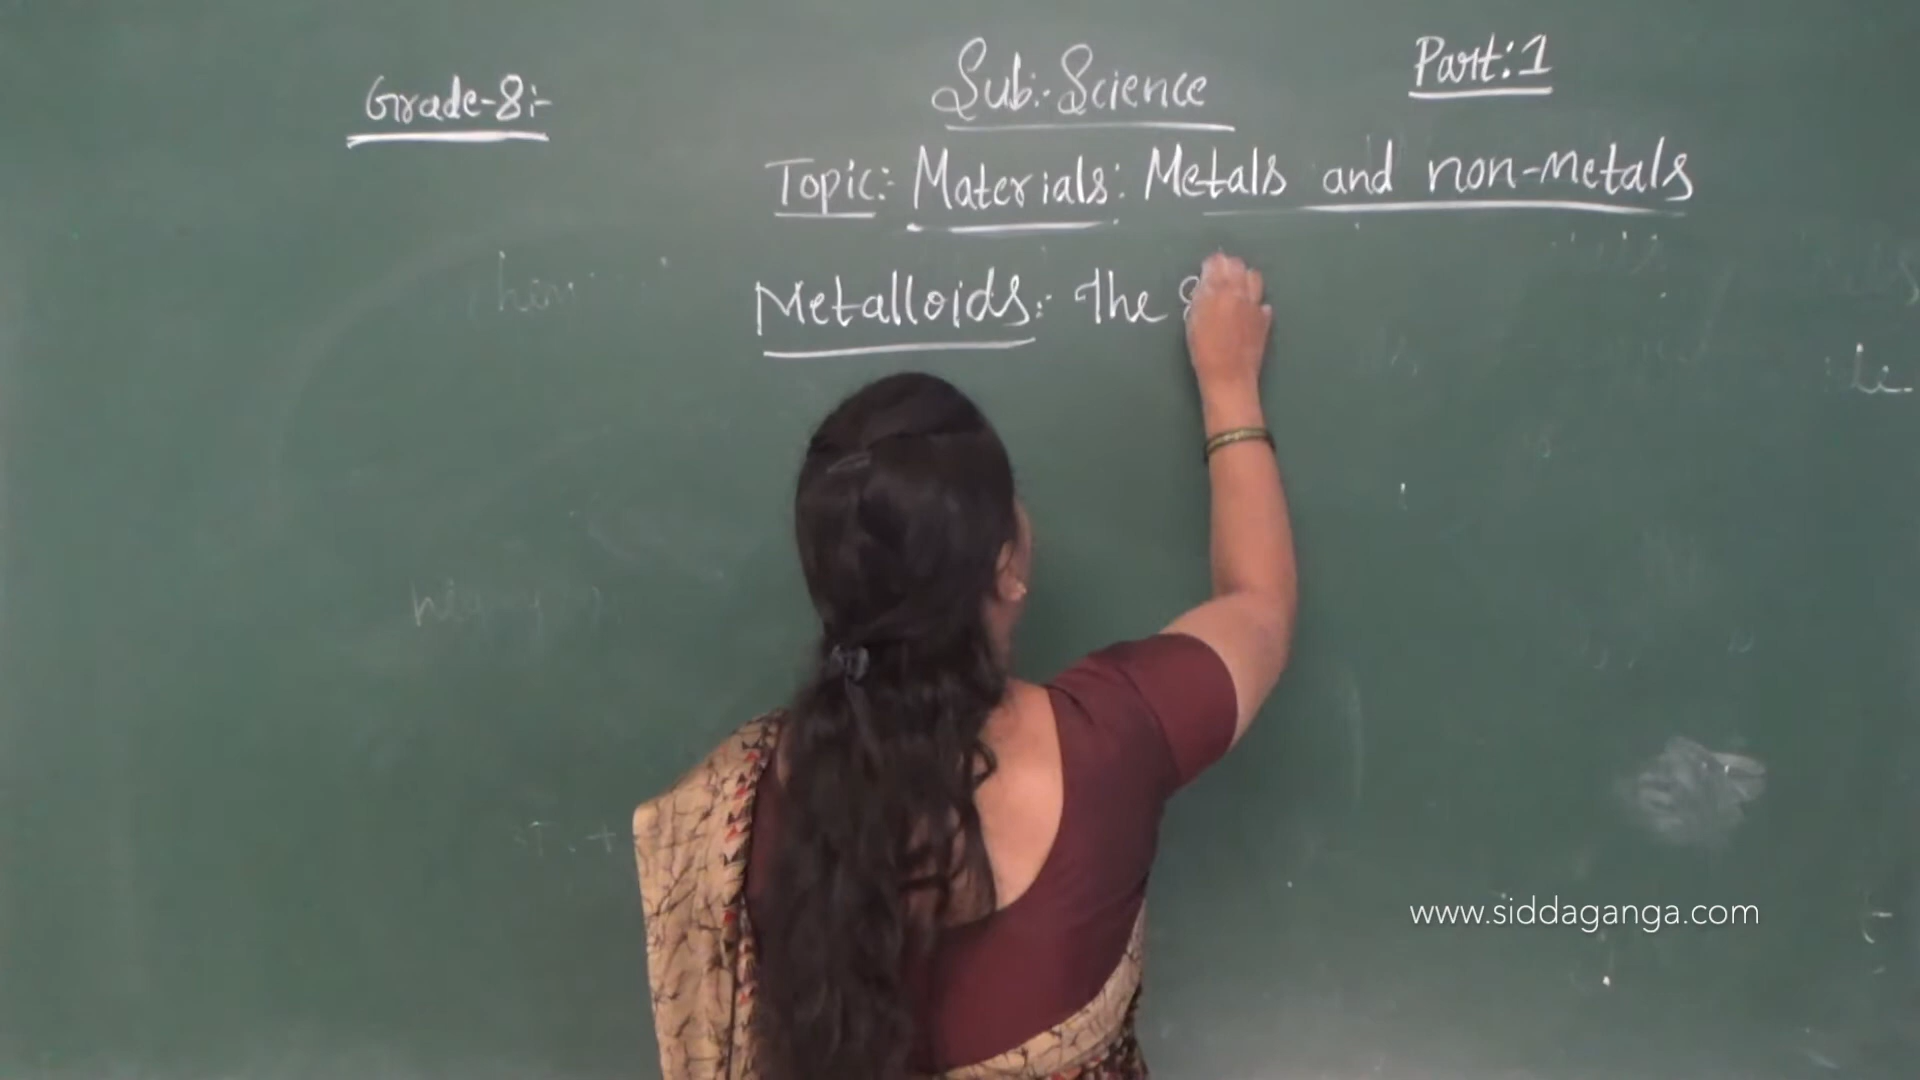 Grade-8:-
Sub:-Science
Part:1
Topic:- Materials: Metals and non-metals
Metalloids:- The
www.siddaganga.com